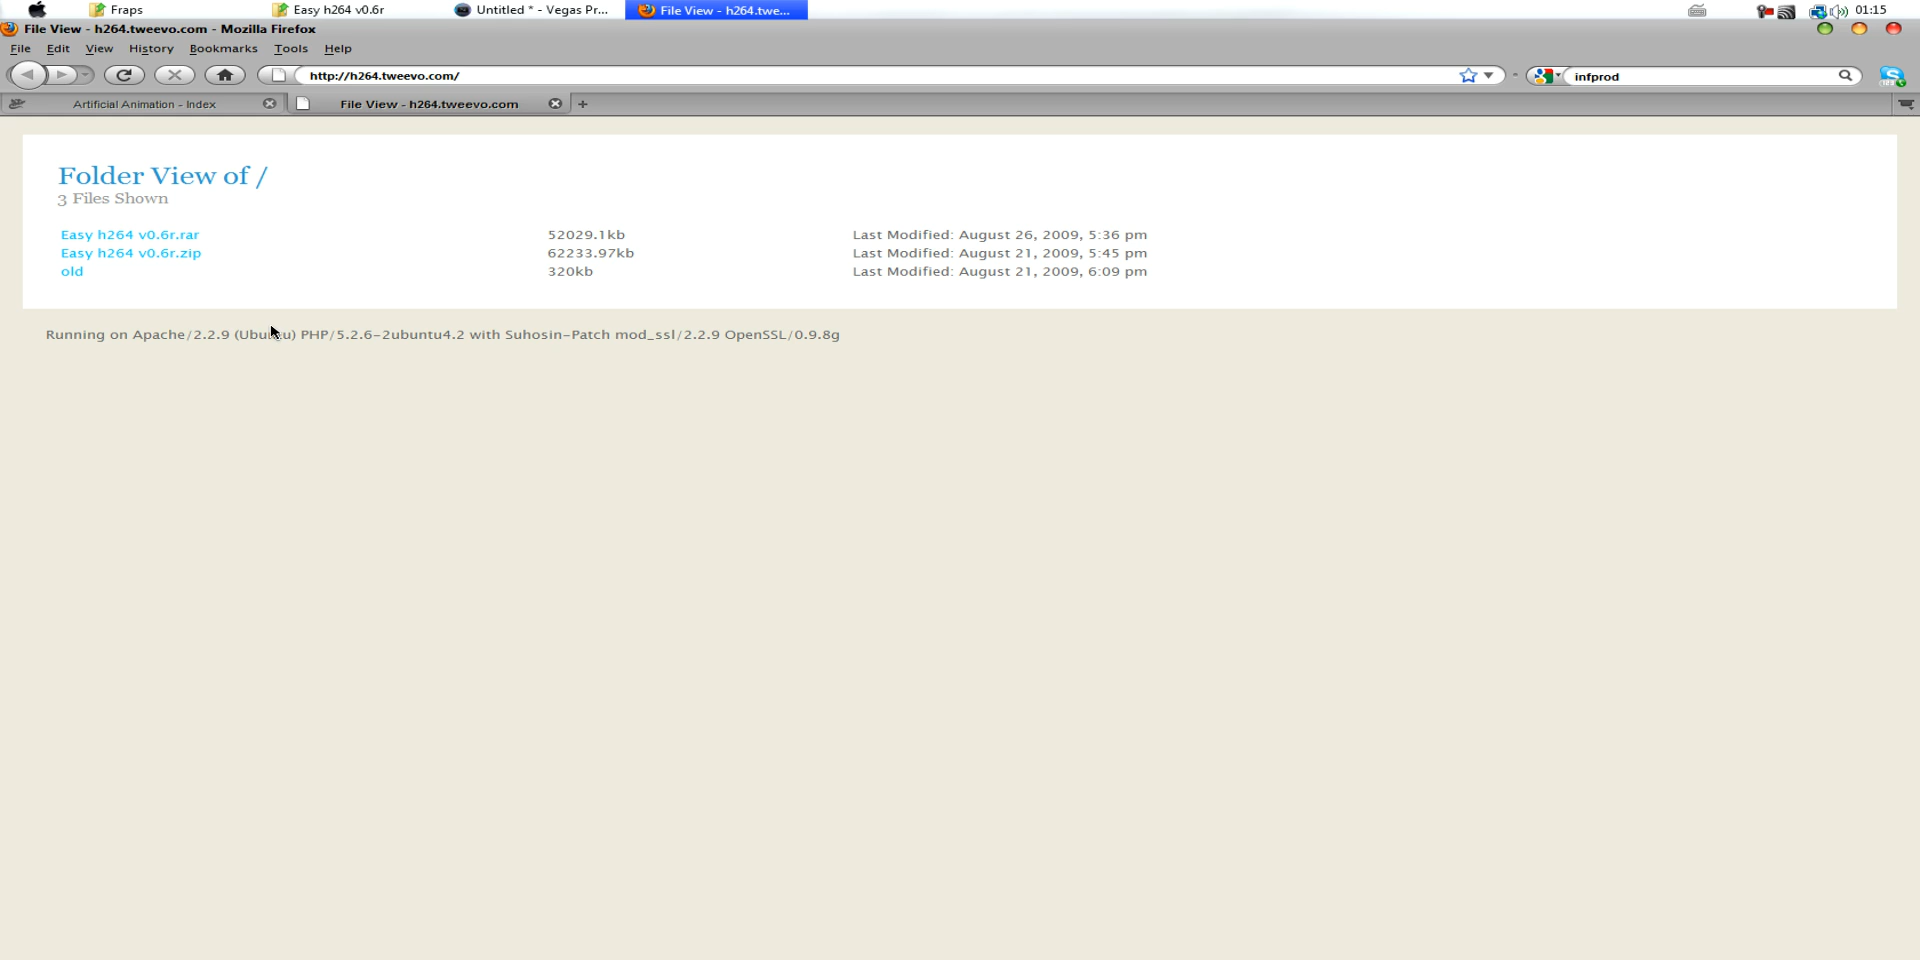 Fraps
Easy h264 v0.6r
Untitled * - Vegas Pr...
File View - h264.twe...
01:15
File View - h264.tweevo.com - Mozilla Firefox
File Edit View History Bookmarks Tools Help
http://h264.tweevo.com/
infprod
Artificial Animation - Index
File View - h264.tweevo.com
Folder View of /
3 Files Shown
Easy h264 v0.6r.rar 52029.1kb Last Modified: August 26, 2009, 5:36 pm
Easy h264 v0.6r.zip 62233.97kb Last Modified: August 21, 2009, 5:45 pm
old 320kb Last Modified: August 21, 2009, 6:09 pm
Running on Apache/2.2.9 (Ubuntu) PHP/5.2.6-2ubuntu4.2 with Suhosin-Patch mod_ssl/2.2.9 OpenSSL/0.9.8g